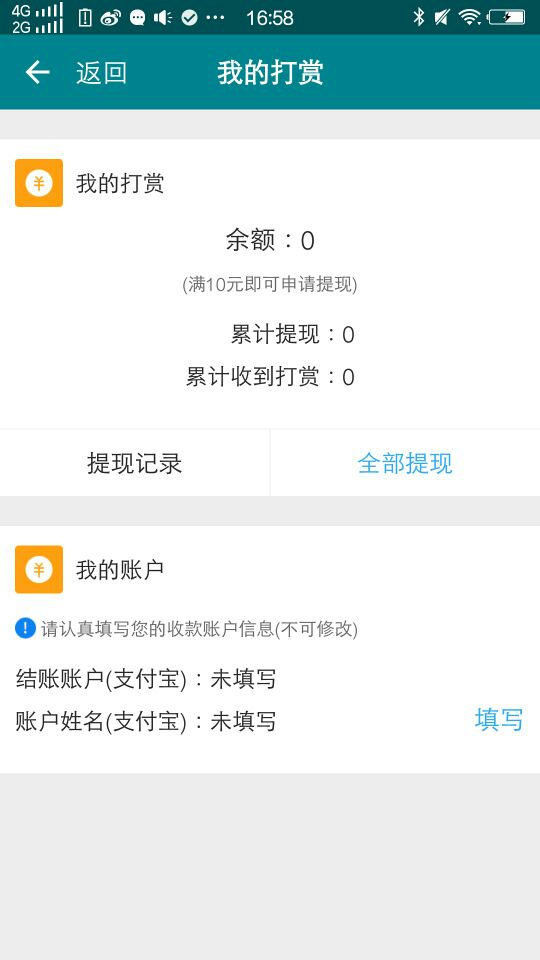 4G
2G
16:58
返回
我的打赏
我的打赏
余额：0
(满10元即可申请提现)
累计提现：0
累计收到打赏：0
提现记录
全部提现
我的账户
请认真填写您的收款账户信息(不可修改)
结账账户(支付宝)：未填写
账户姓名(支付宝)：未填写
填写